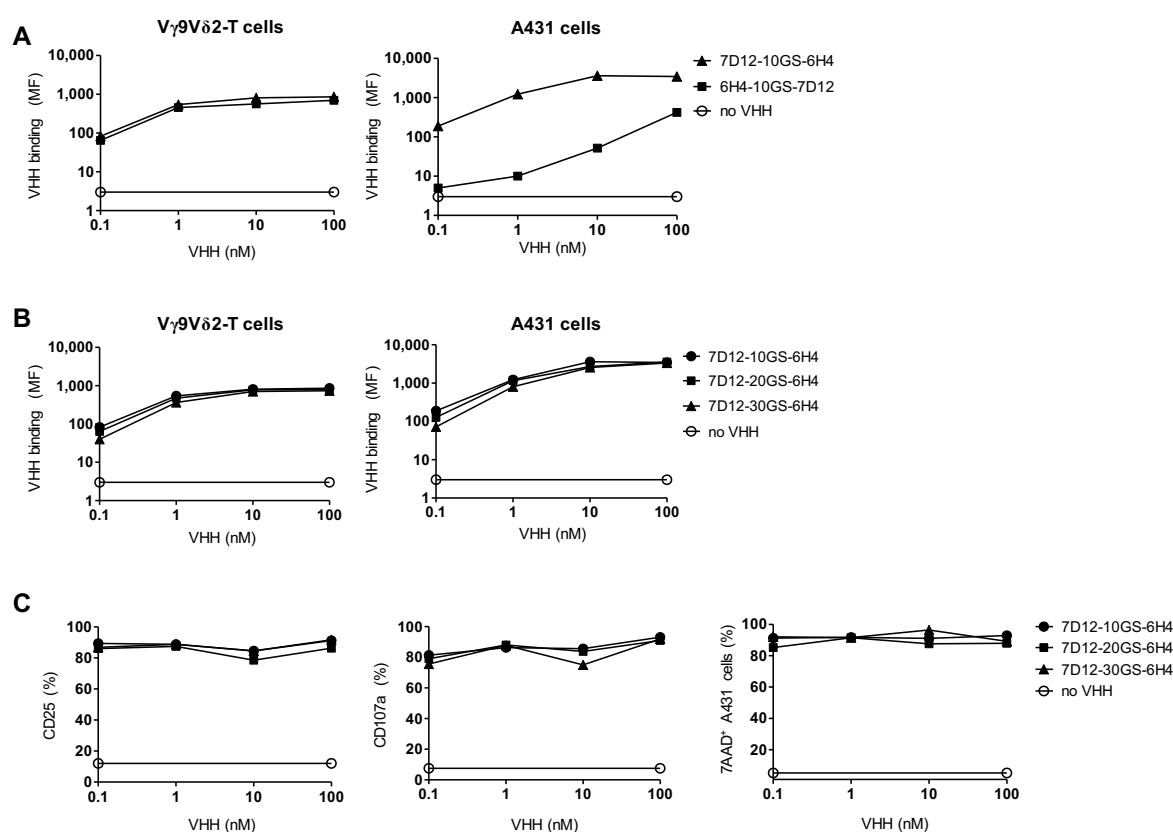 A
Vγ9Vδ2-T cells
A431 cells
VHH binding (MF)
10,000
1,000
100
10
1
0.1
1
10
100
VHH (nM)
VHH binding (MF)
10,000
1,000
100
10
1
0.1
1
10
100
VHH (nM)
7D12-10GS-6H4
6H4-10GS-7D12
no VHH
B
Vγ9Vδ2-T cells
A431 cells
VHH binding (MF)
10,000
1,000
100
10
1
0.1
1
10
100
VHH (nM)
VHH binding (MF)
10,000
1,000
100
10
1
0.1
1
10
100
VHH (nM)
7D12-10GS-6H4
7D12-20GS-6H4
7D12-30GS-6H4
no VHH
C
CD25 (%)
100
80
60
40
20
0
0.1
1
10
100
VHH (nM)
CD107a (%)
100
80
60
40
20
0
0.1
1
10
100
VHH (nM)
7AAD⁺ A431 cells (%)
100
80
60
40
20
0.1
1
10
100
VHH (nM)
7D12-10GS-6H4
7D12-20GS-6H4
7D12-30GS-6H4
no VHH